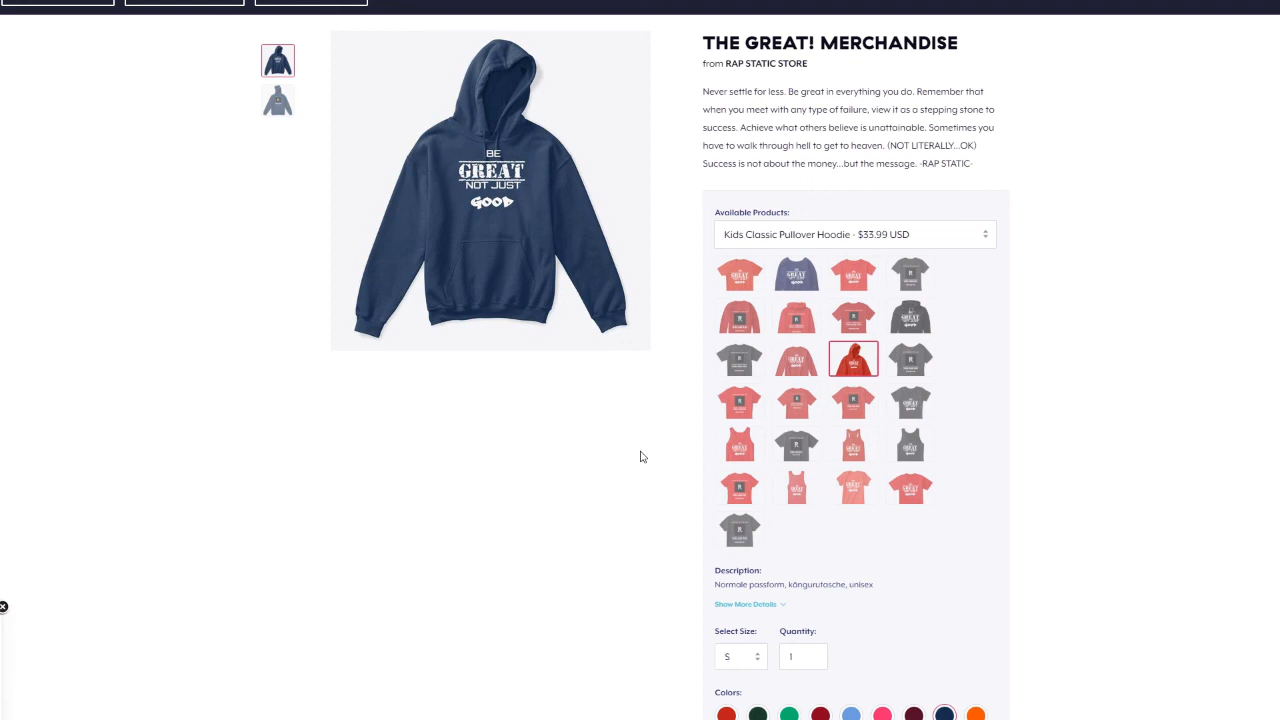 THE GREAT! MERCHANDISE
from RAP STATIC STORE
Never settle for less. Be great in everything you do. Remember that
when you meet with any type of failure, view it as a stepping stone to
success. Achieve what others believe is unattainable. Sometimes you
have to walk through hell to get to heaven. (NOT LITERALLY...OK)
Success is not about the money...but the message. -RAP STATIC-
BE
GREAT
NOT JUST
GOOD
Available Products:
Kids Classic Pullover Hoodie - $33.99 USD
Description:
Normale passform, kängurutasche, unisex
Show More Details
Select Size:
Quantity:
S
1
Colors: